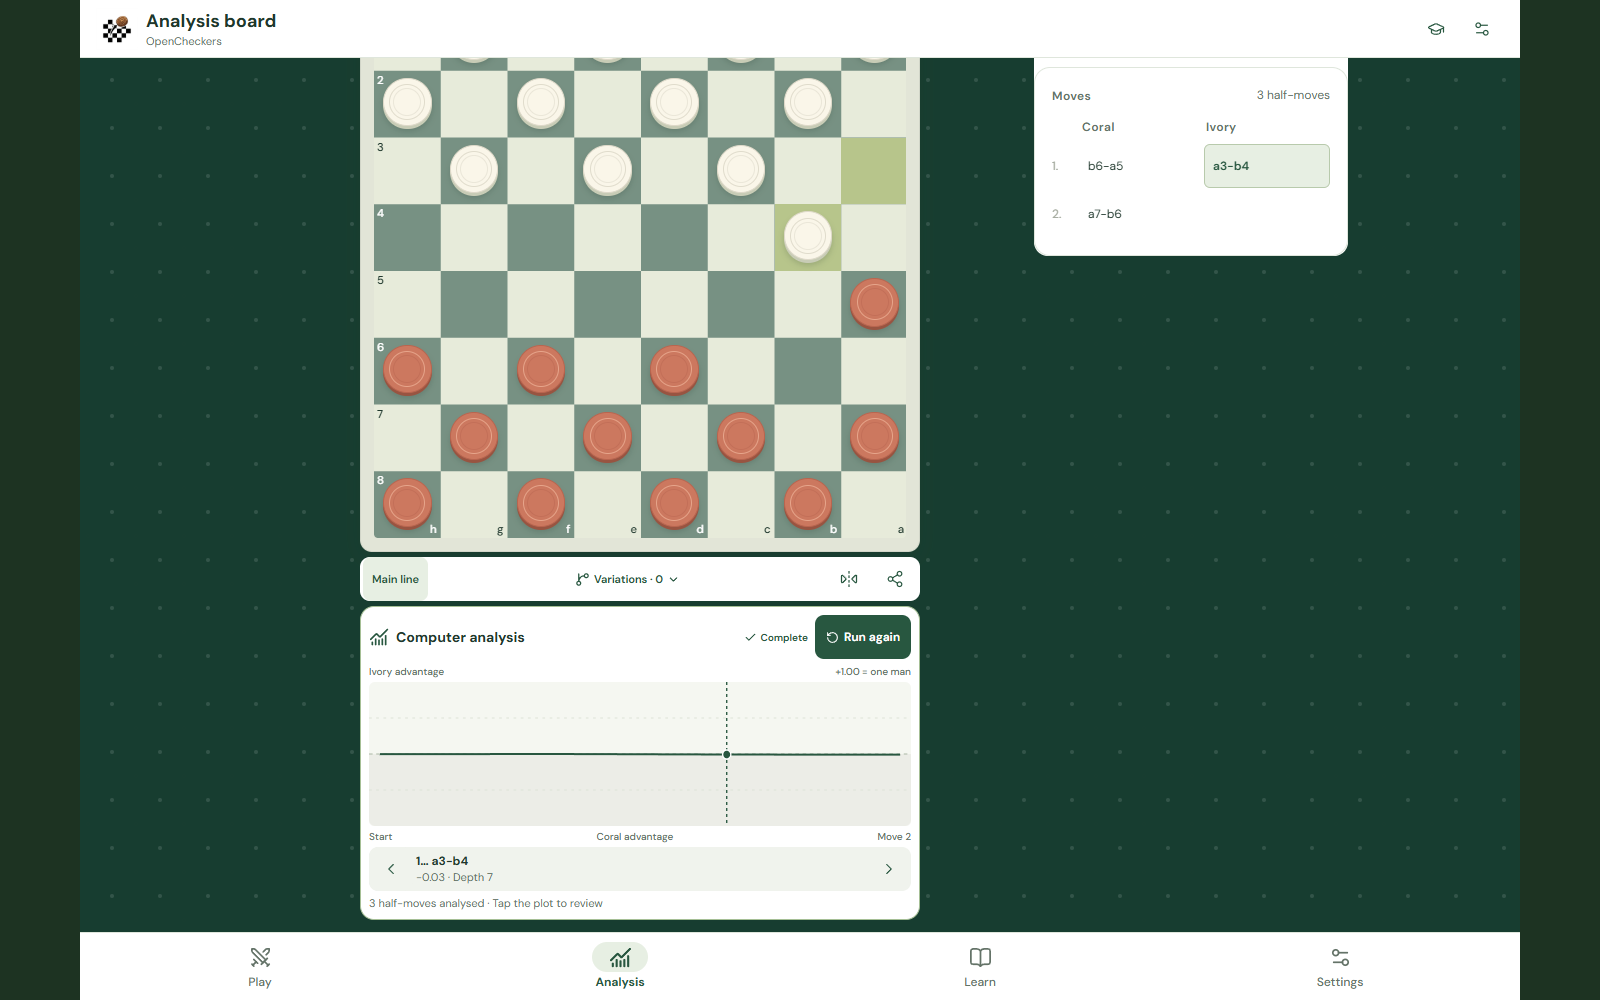 Analysis board
OpenCheckers
2
3
4
5
6
7
8
h g f e d c b a
Main line
Variations · 0
Computer analysis
Complete
Run again
Ivory advantage
+1.00 = one man
Start
Coral advantage
Move 2
1... a3-b4
-0.03 · Depth 7
3 half-moves analysed · Tap the plot to review
Moves
3 half-moves
Coral Ivory
1. b6-a5 a3-b4
2. a7-b6
Play
Analysis
Learn
Settings